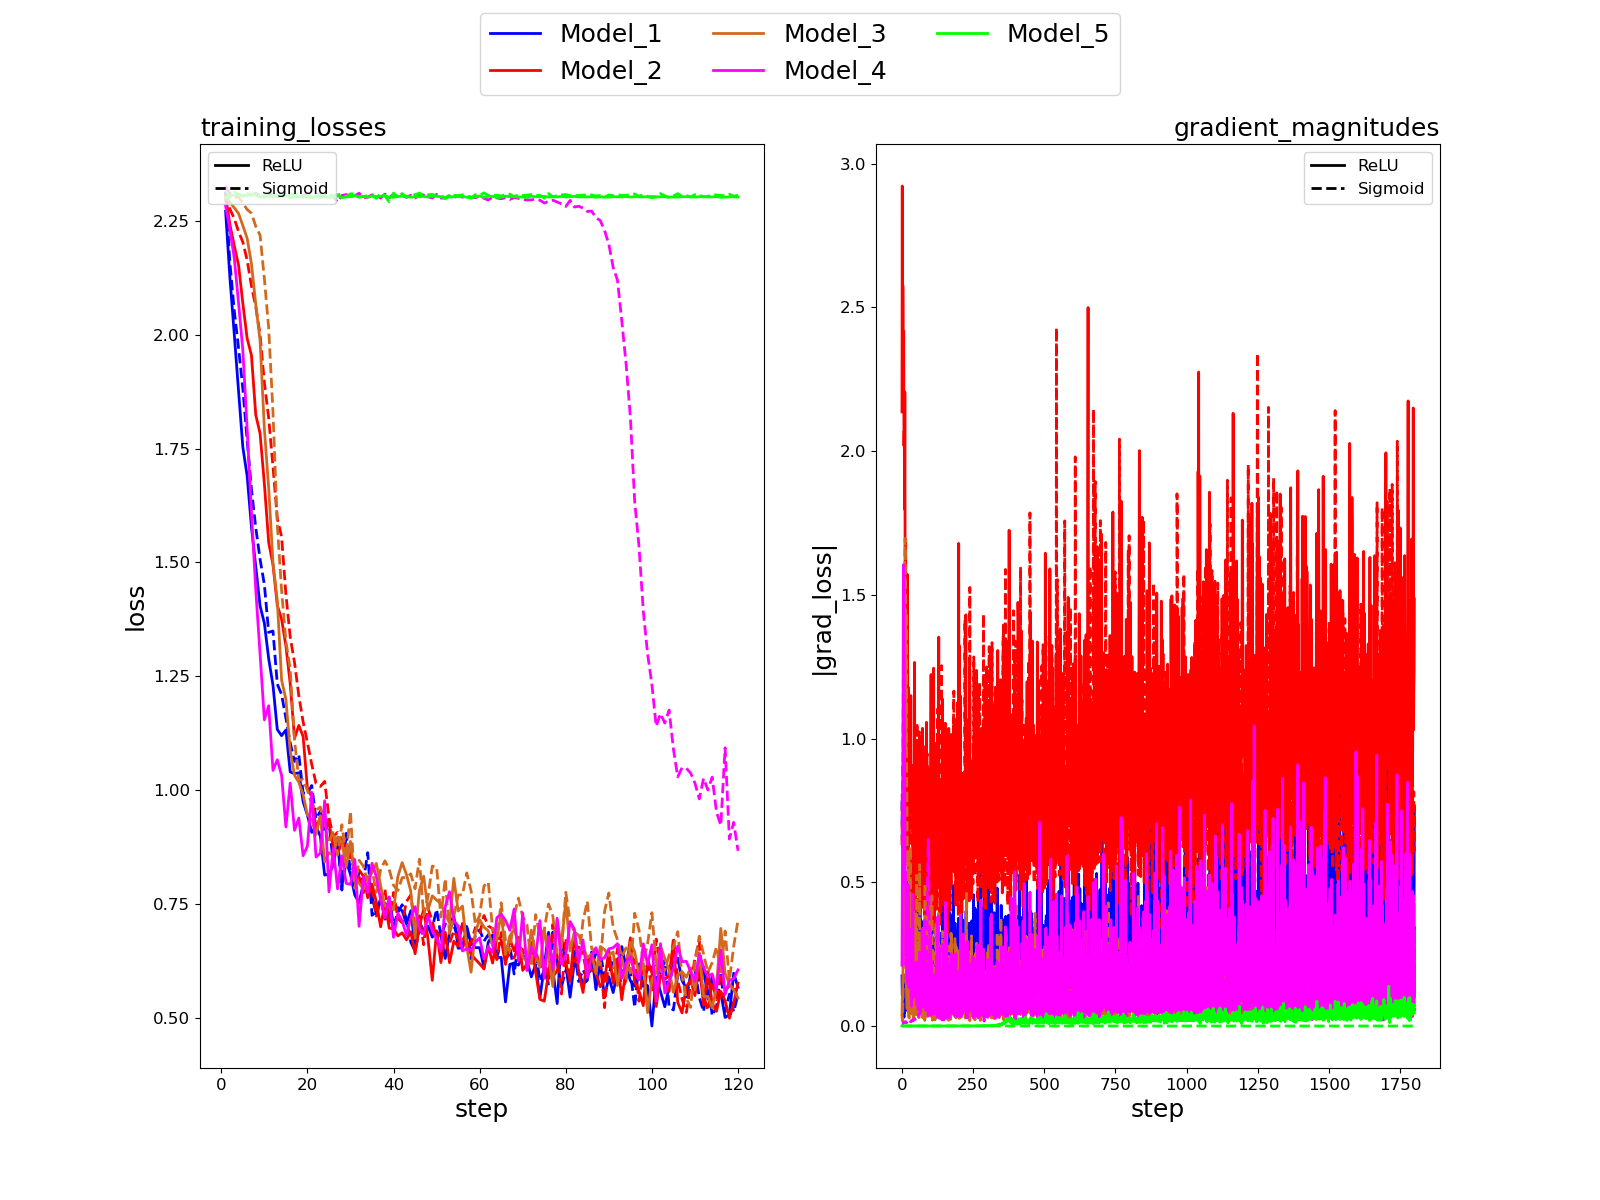 Model_1 Model_3 Model_5
Model_2 Model_4
training_losses
gradient_magnitudes
ReLU
Sigmoid
ReLU
Sigmoid
2.25
2.00
1.75
1.50
1.25
1.00
0.75
0.50
loss
0 20 40 60 80 100 120
step
3.0
2.5
2.0
1.5
1.0
0.5
0.0
|grad_loss|
0 250 500 750 1000 1250 1500 1750
step